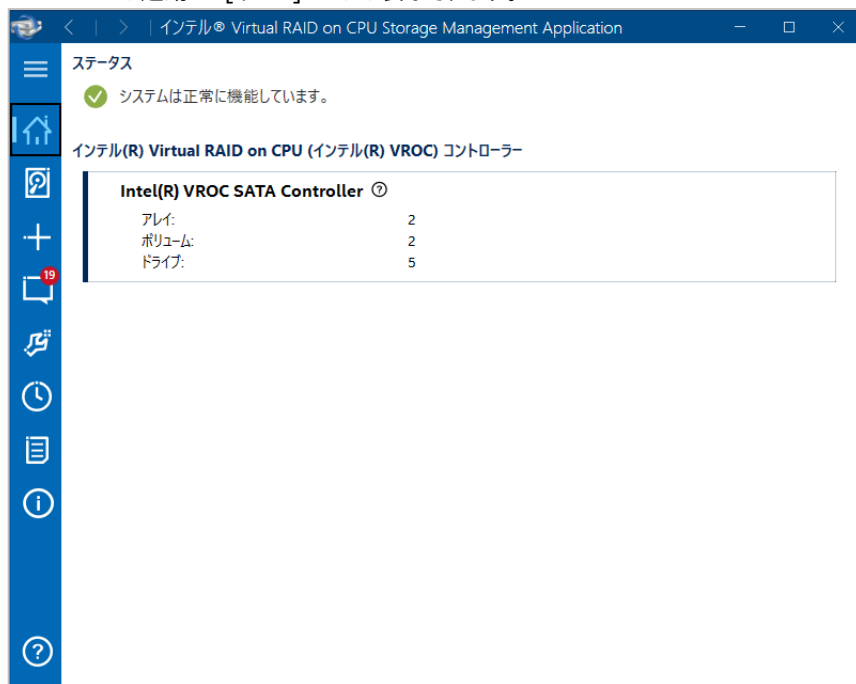 インテル® Virtual RAID on CPU Storage Management Application
ステータス
システムは正常に機能しています。
インテル(R) Virtual RAID on CPU (インテル(R) VROC) コントローラー
Intel(R) VROC SATA Controller
アレイ: 2
ボリューム: 2
ドライブ: 5
19